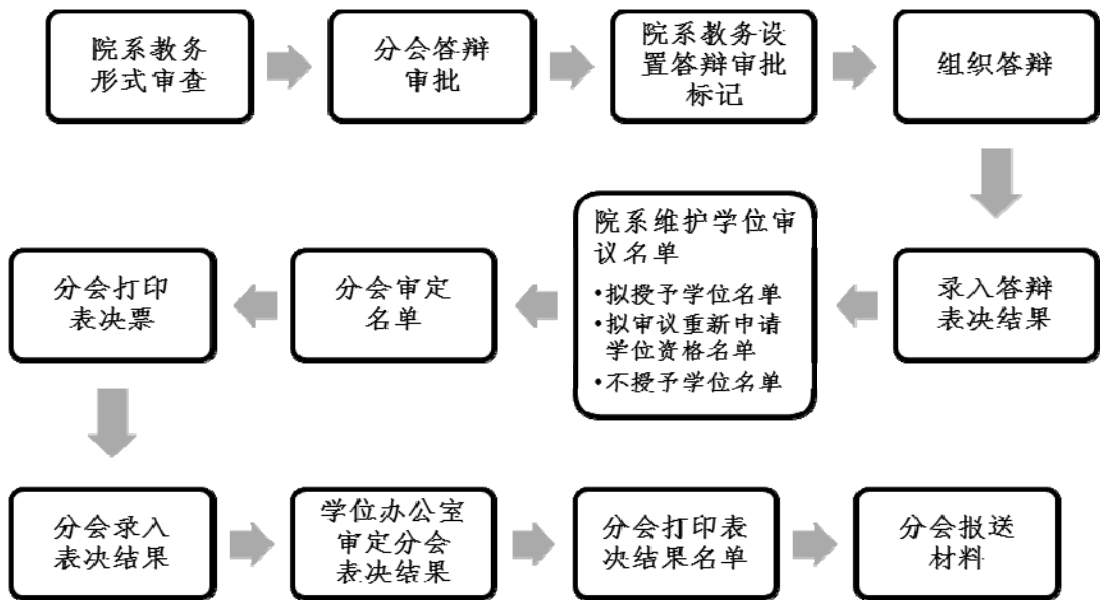 院系教务
形式审查
分会答辩
审批
院系教务设
置答辩审批
标记
组织答辩
录入答辩
表决结果
院系维护学位审
议名单
•拟授予学位名单
•拟审议重新申请
学位资格名单
•不授予学位名单
分会审定
名单
分会打印
表决票
分会录入
表决结果
学位办公室
审定分会
表决结果
分会打印表
决结果名单
分会报送
材料